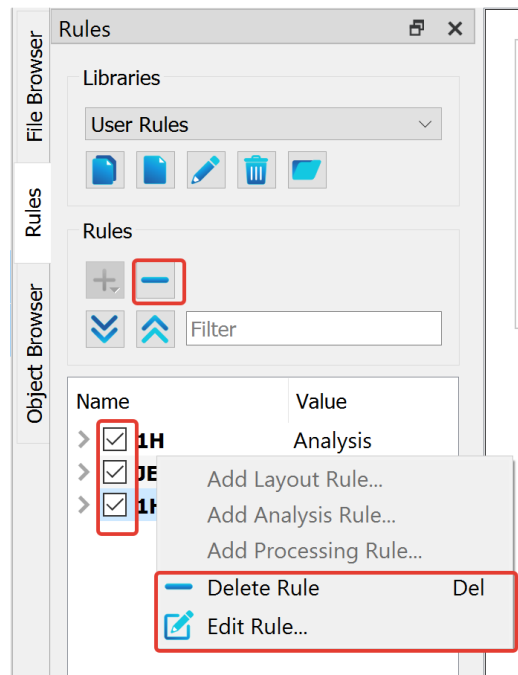 File Browser
Rules
Object Browser
Rules
Libraries
User Rules
Rules
Filter
Name Value
1H Analysis
JE
1H
Add Layout Rule...
Add Analysis Rule...
Add Processing Rule...
Delete Rule Del
Edit Rule...